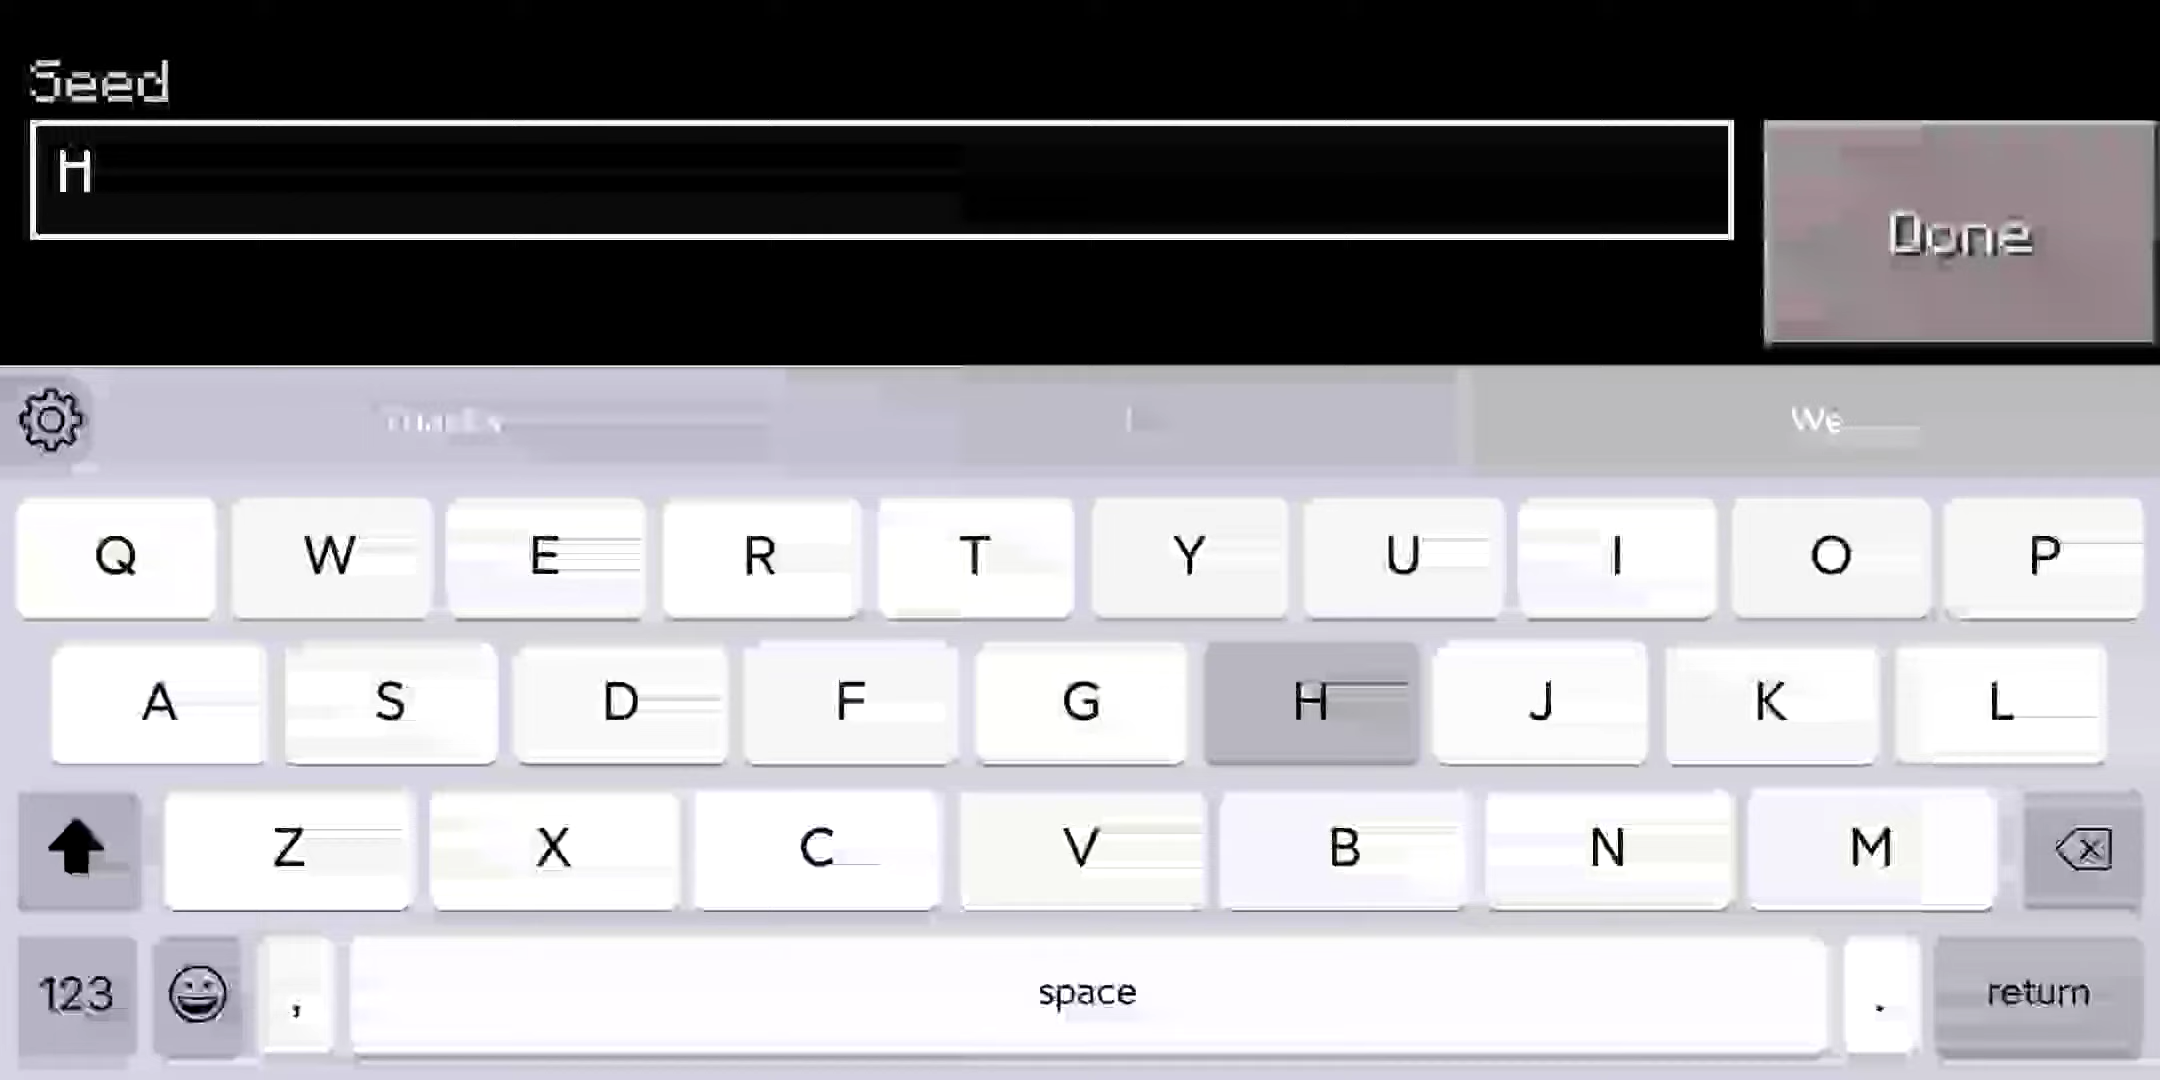 Seed
H
Done
We
Q W E R T Y U I O P
A S D F G H J K L
Z X C V B N M
123 , space . return